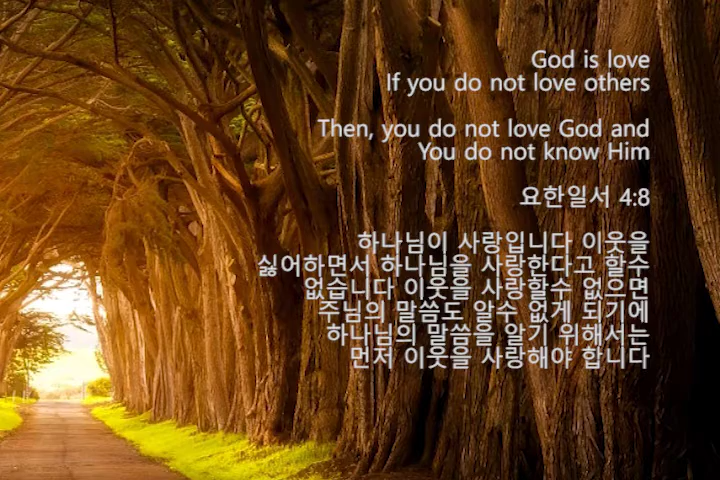 God is love
If you do not love others
Then, you do not love God and
You do not know Him
요한일서 4:8
하나님이 사랑입니다 이웃을
싫어하면서 하나님을 사랑한다고 할수
없습니다 이웃을 사랑할수 없으면
주님의 말씀도 알수 없게 되기에
하나님의 말씀을 알기 위해서는
먼저 이웃을 사랑해야 합니다